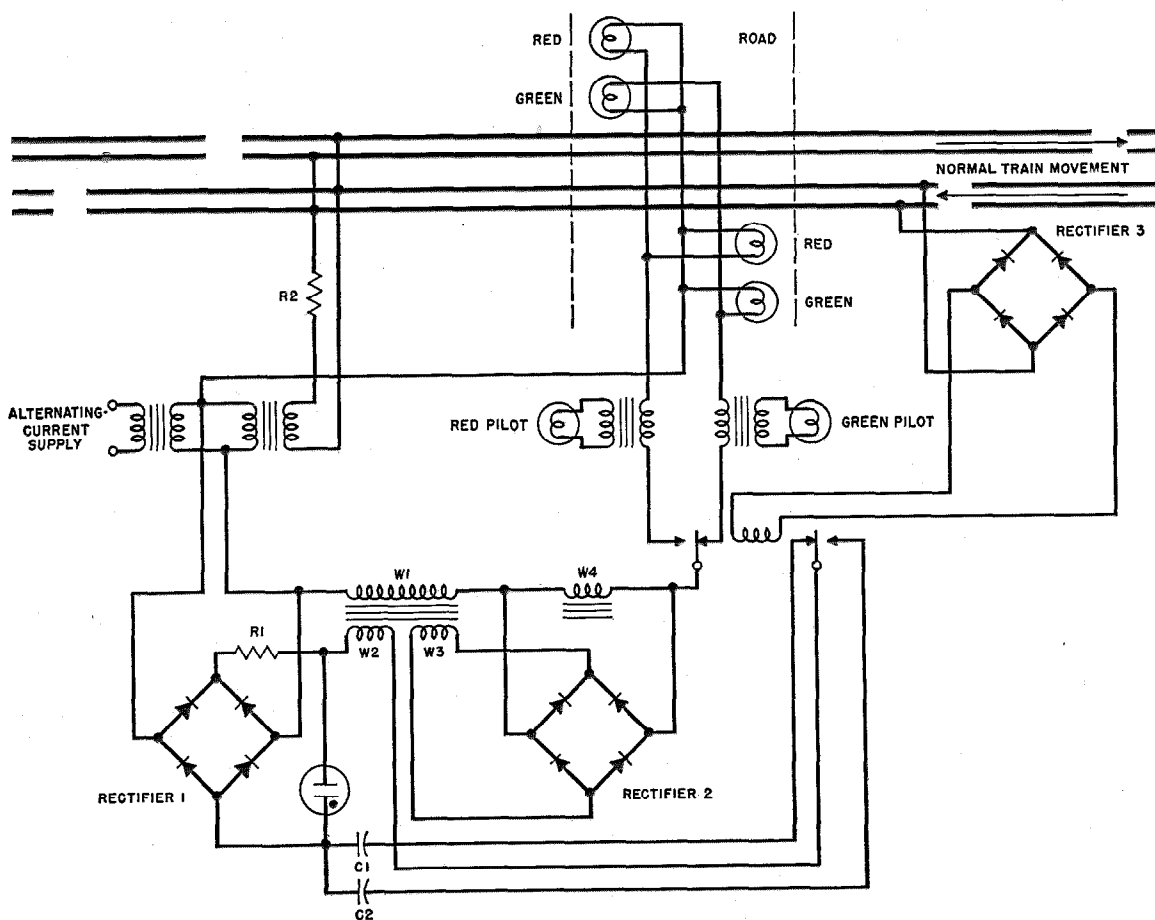 RED
ROAD
GREEN
NORMAL TRAIN MOVEMENT
RED
RECTIFIER 3
R2
GREEN
ALTERNATING-
CURRENT
SUPPLY
RED PILOT
GREEN PILOT
W1
W4
R1
W2
W3
RECTIFIER 1
RECTIFIER 2
C1
C2